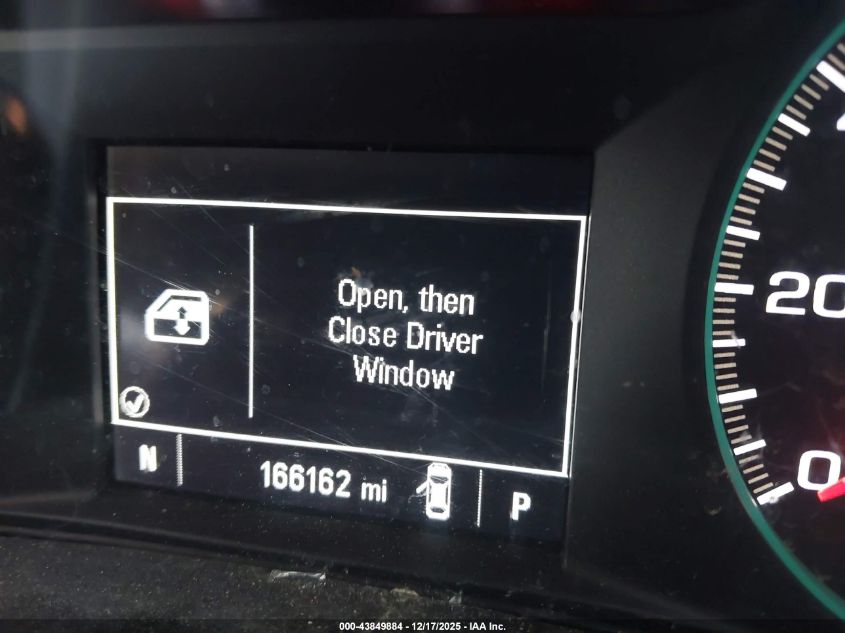 Open, then
Close Driver
Window
N 166162 mi P
20
0
000-43849884 - 12/17/2025 - IAA Inc.